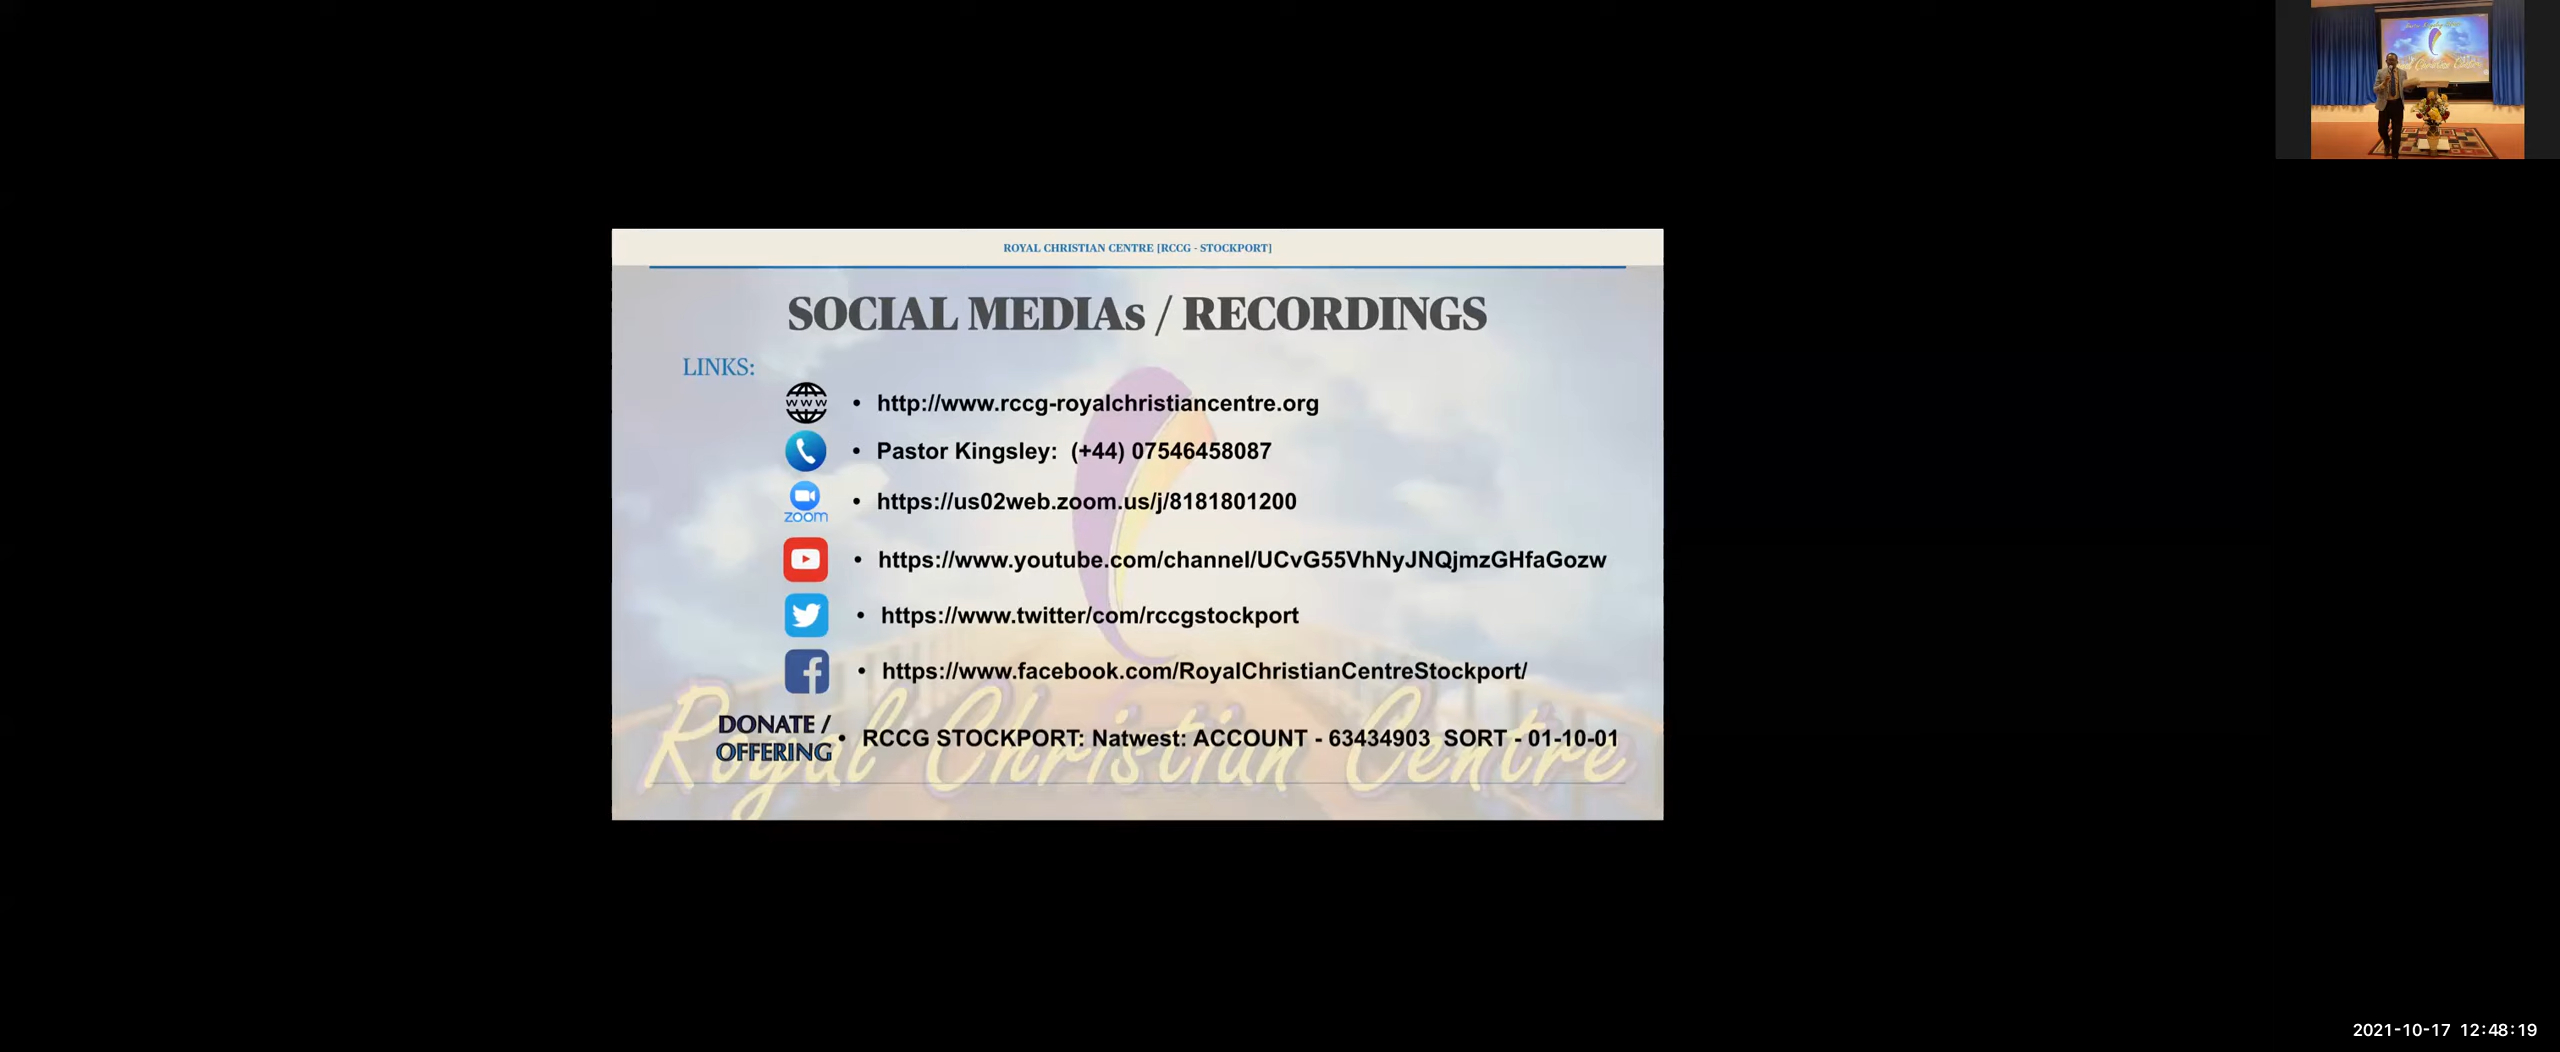 ROYAL CHRISTIAN CENTRE [RCCG - STOCKPORT]
SOCIAL MEDIAs / RECORDINGS
LINKS:
www
• http://www.rccg-royalchristiancentre.org
• Pastor Kingsley: (+44) 07546458087
zoom
• https://us02web.zoom.us/j/8181801200
• https://www.youtube.com/channel/UCvG55VhNyJNQjmzGHfaGozw
• https://www.twitter/com/rccgstockport
• https://www.facebook.com/RoyalChristianCentreStockport/
DONATE /
OFFERING
• RCCG STOCKPORT: Natwest: ACCOUNT - 63434903 SORT - 01-10-01
Royal Christian Centre
2021-10-17 12:48:19